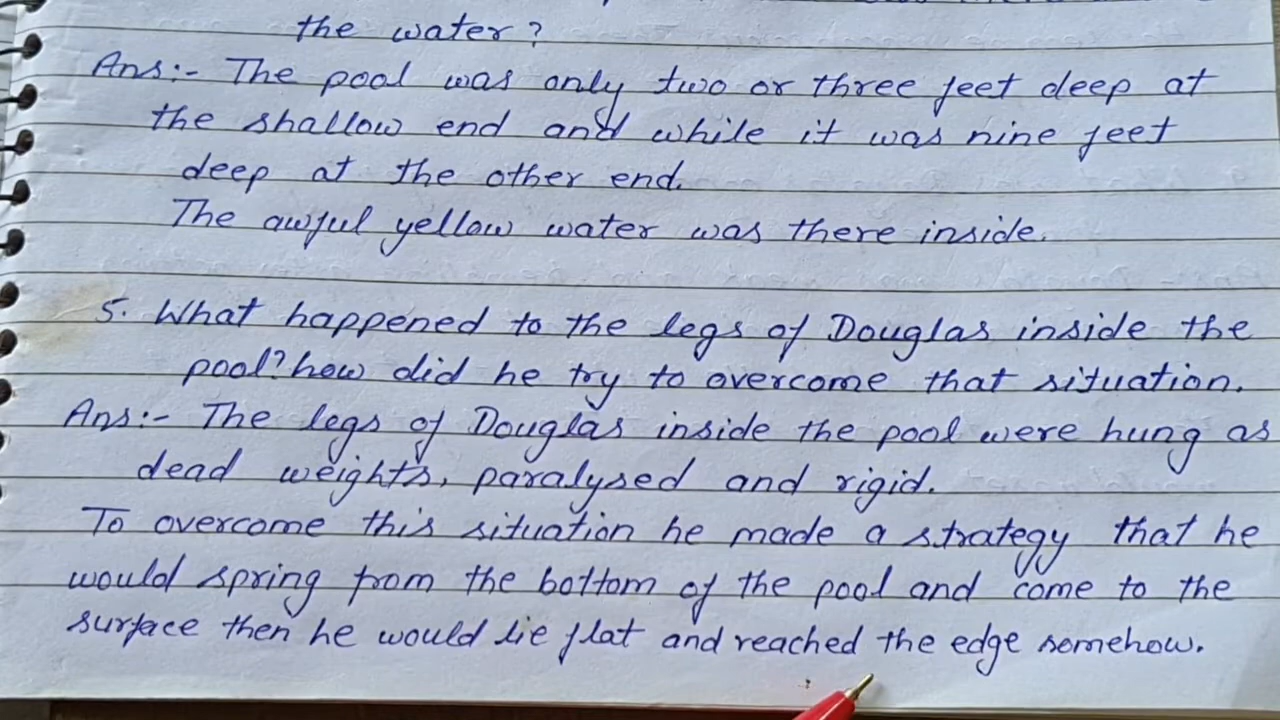 the water?
Ans:- The pool was only two or three feet deep at
the shallow end and while it was nine feet
deep at the other end.
The awful yellow water was there inside.
5. What happened to the legs of Douglas inside the
pool? how did he try to overcome that situation.
Ans:- The legs of Douglas inside the pool were hung as
dead weights, paralysed and rigid.
To overcome this situation he made a strategy that he
would spring from the bottom of the pool and come to the
surface then he would lie flat and reached the edge somehow.